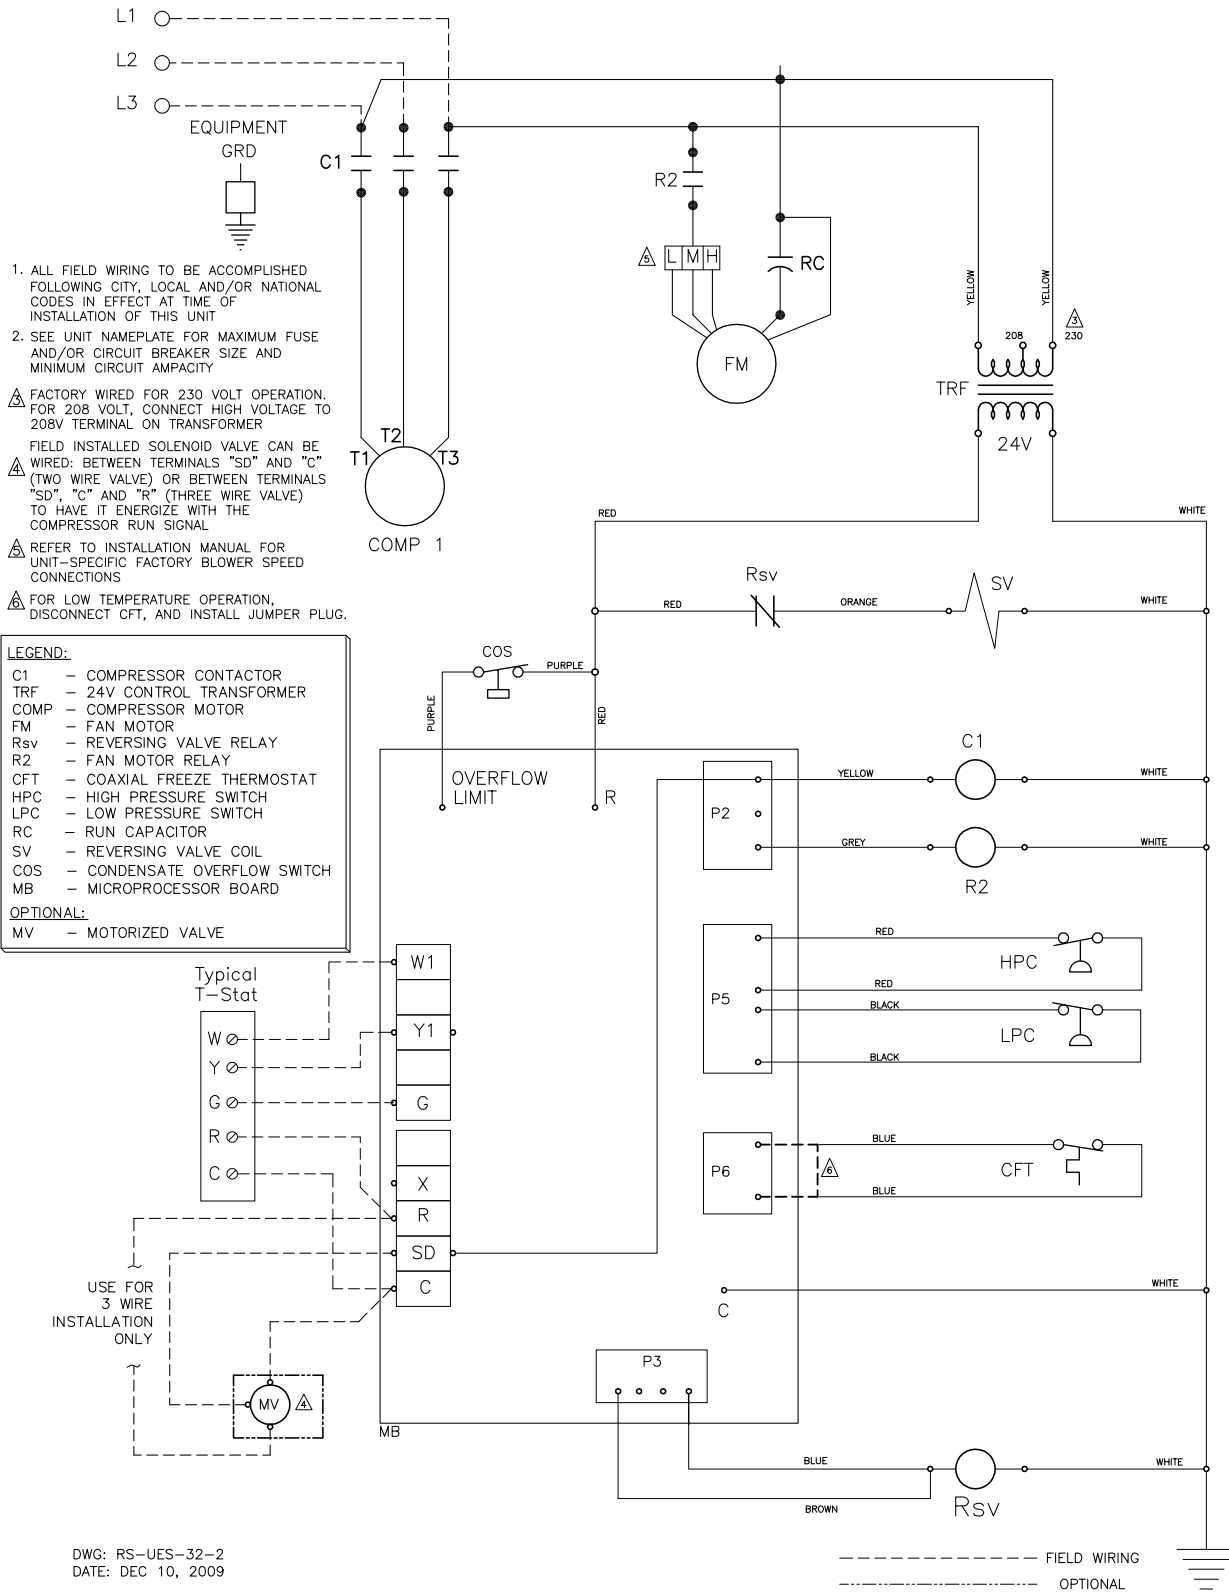 L1
L2
L3
EQUIPMENT
GRD
C1
R2
5
L M H
RC
FM
YELLOW
YELLOW
3
208
230
TRF
24V
T1
T2
T3
COMP 1
1. ALL FIELD WIRING TO BE ACCOMPLISHED
FOLLOWING CITY, LOCAL AND/OR NATIONAL
CODES IN EFFECT AT TIME OF
INSTALLATION OF THIS UNIT
2. SEE UNIT NAMEPLATE FOR MAXIMUM FUSE
AND/OR CIRCUIT BREAKER SIZE AND
MINIMUM CIRCUIT AMPACITY
3 FACTORY WIRED FOR 230 VOLT OPERATION.
FOR 208 VOLT, CONNECT HIGH VOLTAGE TO
208V TERMINAL ON TRANSFORMER
FIELD INSTALLED SOLENOID VALVE CAN BE
4 WIRED: BETWEEN TERMINALS "SD" AND "C"
(TWO WIRE VALVE) OR BETWEEN TERMINALS
"SD", "C" AND "R" (THREE WIRE VALVE)
TO HAVE IT ENERGIZE WITH THE
COMPRESSOR RUN SIGNAL
5 REFER TO INSTALLATION MANUAL FOR
UNIT-SPECIFIC FACTORY BLOWER SPEED
CONNECTIONS
6 FOR LOW TEMPERATURE OPERATION,
DISCONNECT CFT, AND INSTALL JUMPER PLUG.
LEGEND:
C1 – COMPRESSOR CONTACTOR
TRF – 24V CONTROL TRANSFORMER
COMP – COMPRESSOR MOTOR
FM – FAN MOTOR
Rsv – REVERSING VALVE RELAY
R2 – FAN MOTOR RELAY
CFT – COAXIAL FREEZE THERMOSTAT
HPC – HIGH PRESSURE SWITCH
LPC – LOW PRESSURE SWITCH
RC – RUN CAPACITOR
SV – REVERSING VALVE COIL
COS – CONDENSATE OVERFLOW SWITCH
MB – MICROPROCESSOR BOARD
OPTIONAL:
MV – MOTORIZED VALVE
RED
WHITE
Rsv
SV
RED
ORANGE
WHITE
COS
PURPLE
PURPLE
RED
OVERFLOW
LIMIT
R
P2
YELLOW
C1
WHITE
GREY
R2
WHITE
P5
RED
HPC
RED
BLACK
LPC
BLACK
P6
6
BLUE
CFT
BLUE
Typical
T-Stat
W
Y
G
R
C
W1
Y1
G
X
R
SD
C
USE FOR
3 WIRE
INSTALLATION
ONLY
MV
4
C
WHITE
P3
MB
BLUE
BROWN
Rsv
WHITE
DWG: RS-UES-32-2
DATE: DEC 10, 2009
FIELD WIRING
OPTIONAL